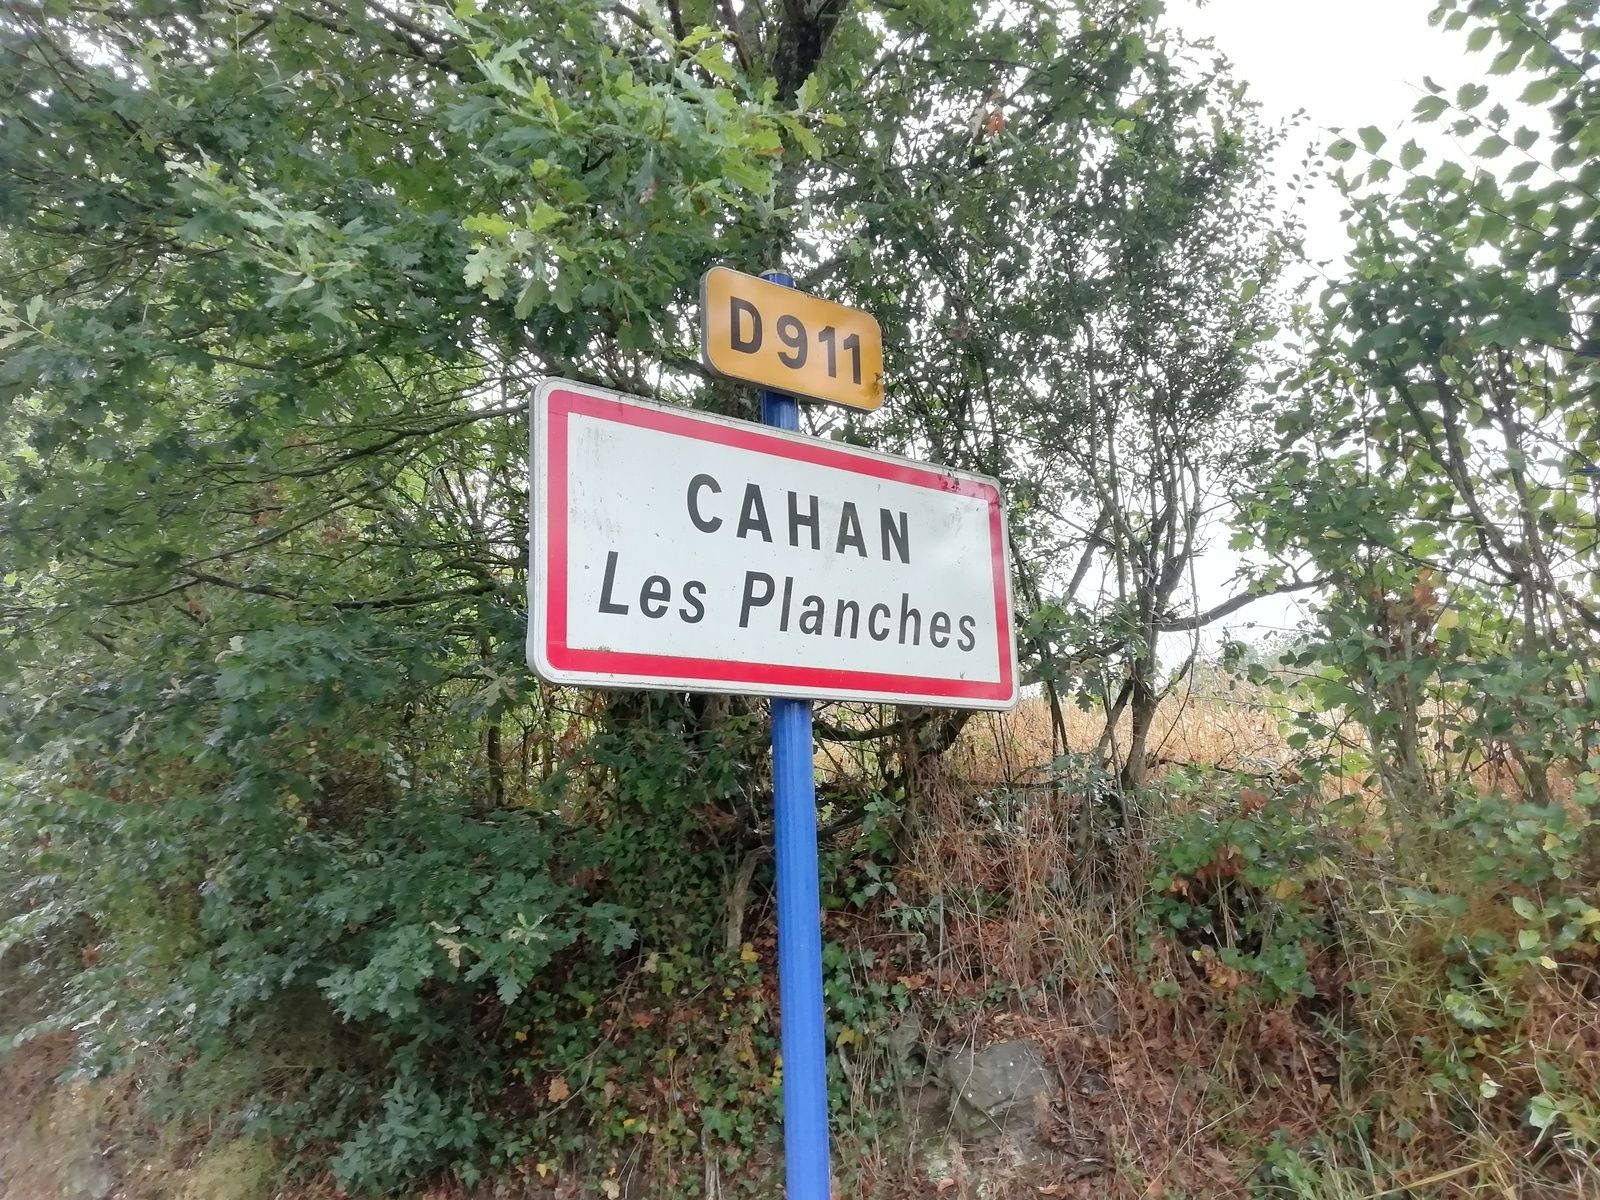 D911
CAHAN
Les Planches